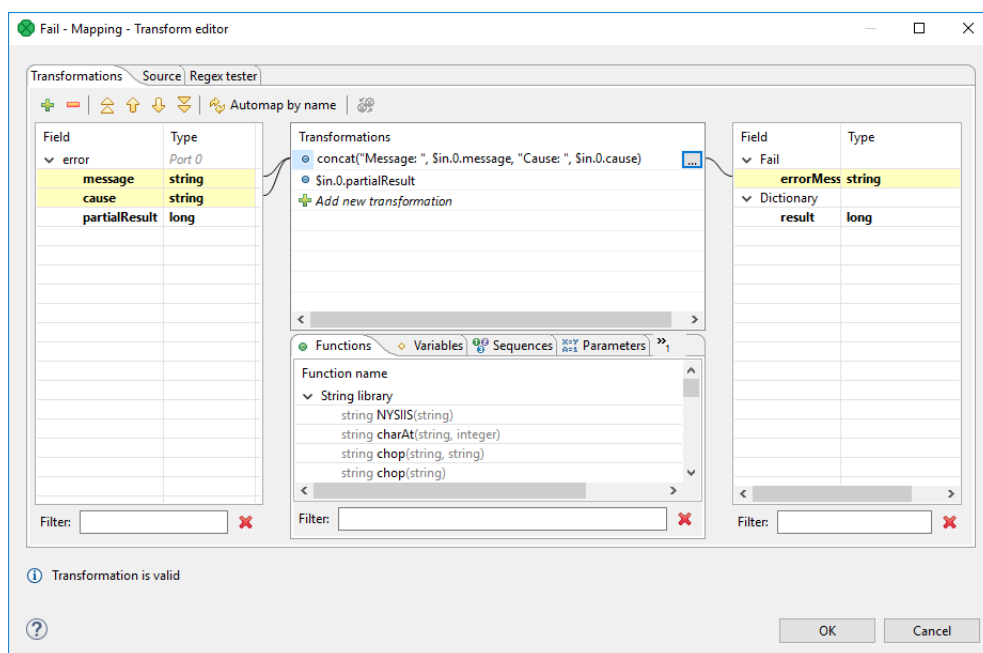 Fail - Mapping - Transform editor
Transformations Source Regex tester
Automap by name
Field Type
error Port 0
message string
cause string
partialResult long
Filter:
Transformations
concat("Message: ", $in.0.message, "Cause: ", $in.0.cause) ...
$in.0.partialResult
Add new transformation
Functions Variables Sequences Parameters »1
Function name
String library
string NYSIIS(string)
string charAt(string, integer)
string chop(string, string)
string chop(string)
Filter:
Field Type
Fail
errorMess string
Dictionary
result long
Filter:
Transformation is valid
? OK Cancel